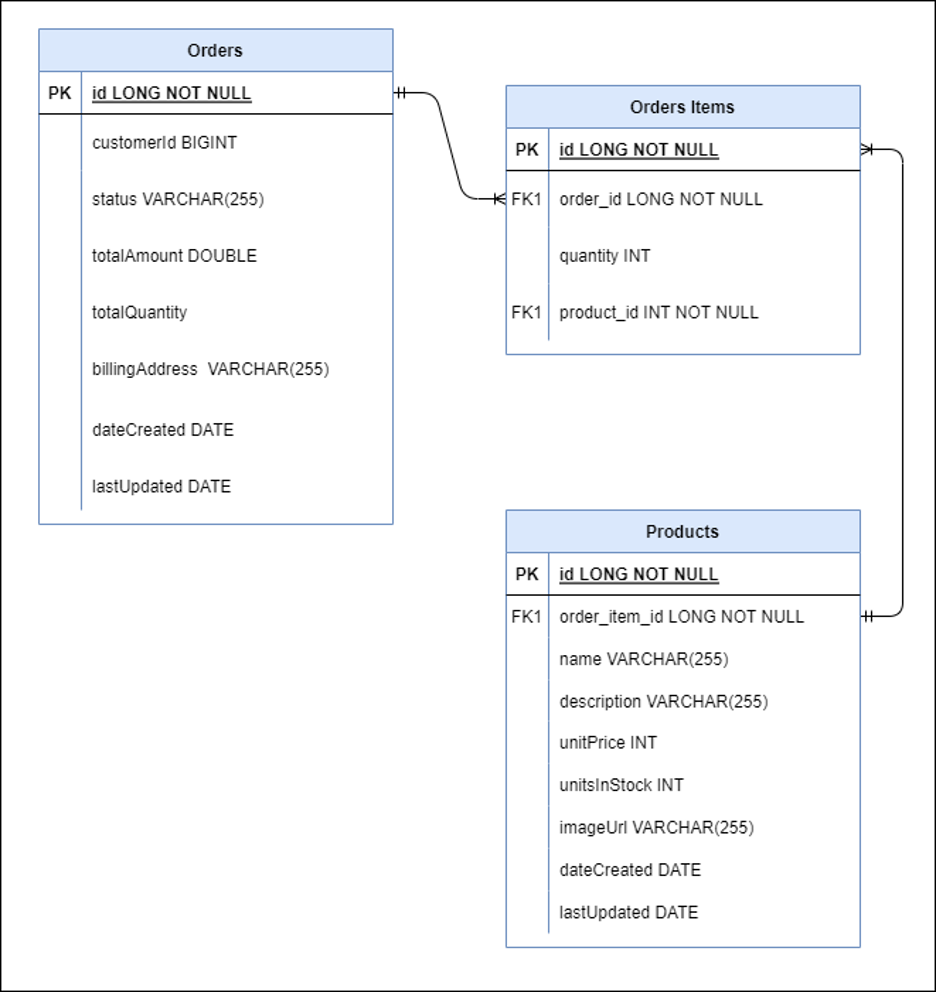 Orders
PK id LONG NOT NULL
customerId BIGINT
status VARCHAR(255)
totalAmount DOUBLE
totalQuantity
billingAddress  VARCHAR(255)
dateCreated DATE
lastUpdated DATE
Orders Items
PK id LONG NOT NULL
FK1 order_id LONG NOT NULL
quantity INT
FK1 product_id INT NOT NULL
Products
PK id LONG NOT NULL
FK1 order_item_id LONG NOT NULL
name VARCHAR(255)
description VARCHAR(255)
unitPrice INT
unitsInStock INT
imageUrl VARCHAR(255)
dateCreated DATE
lastUpdated DATE